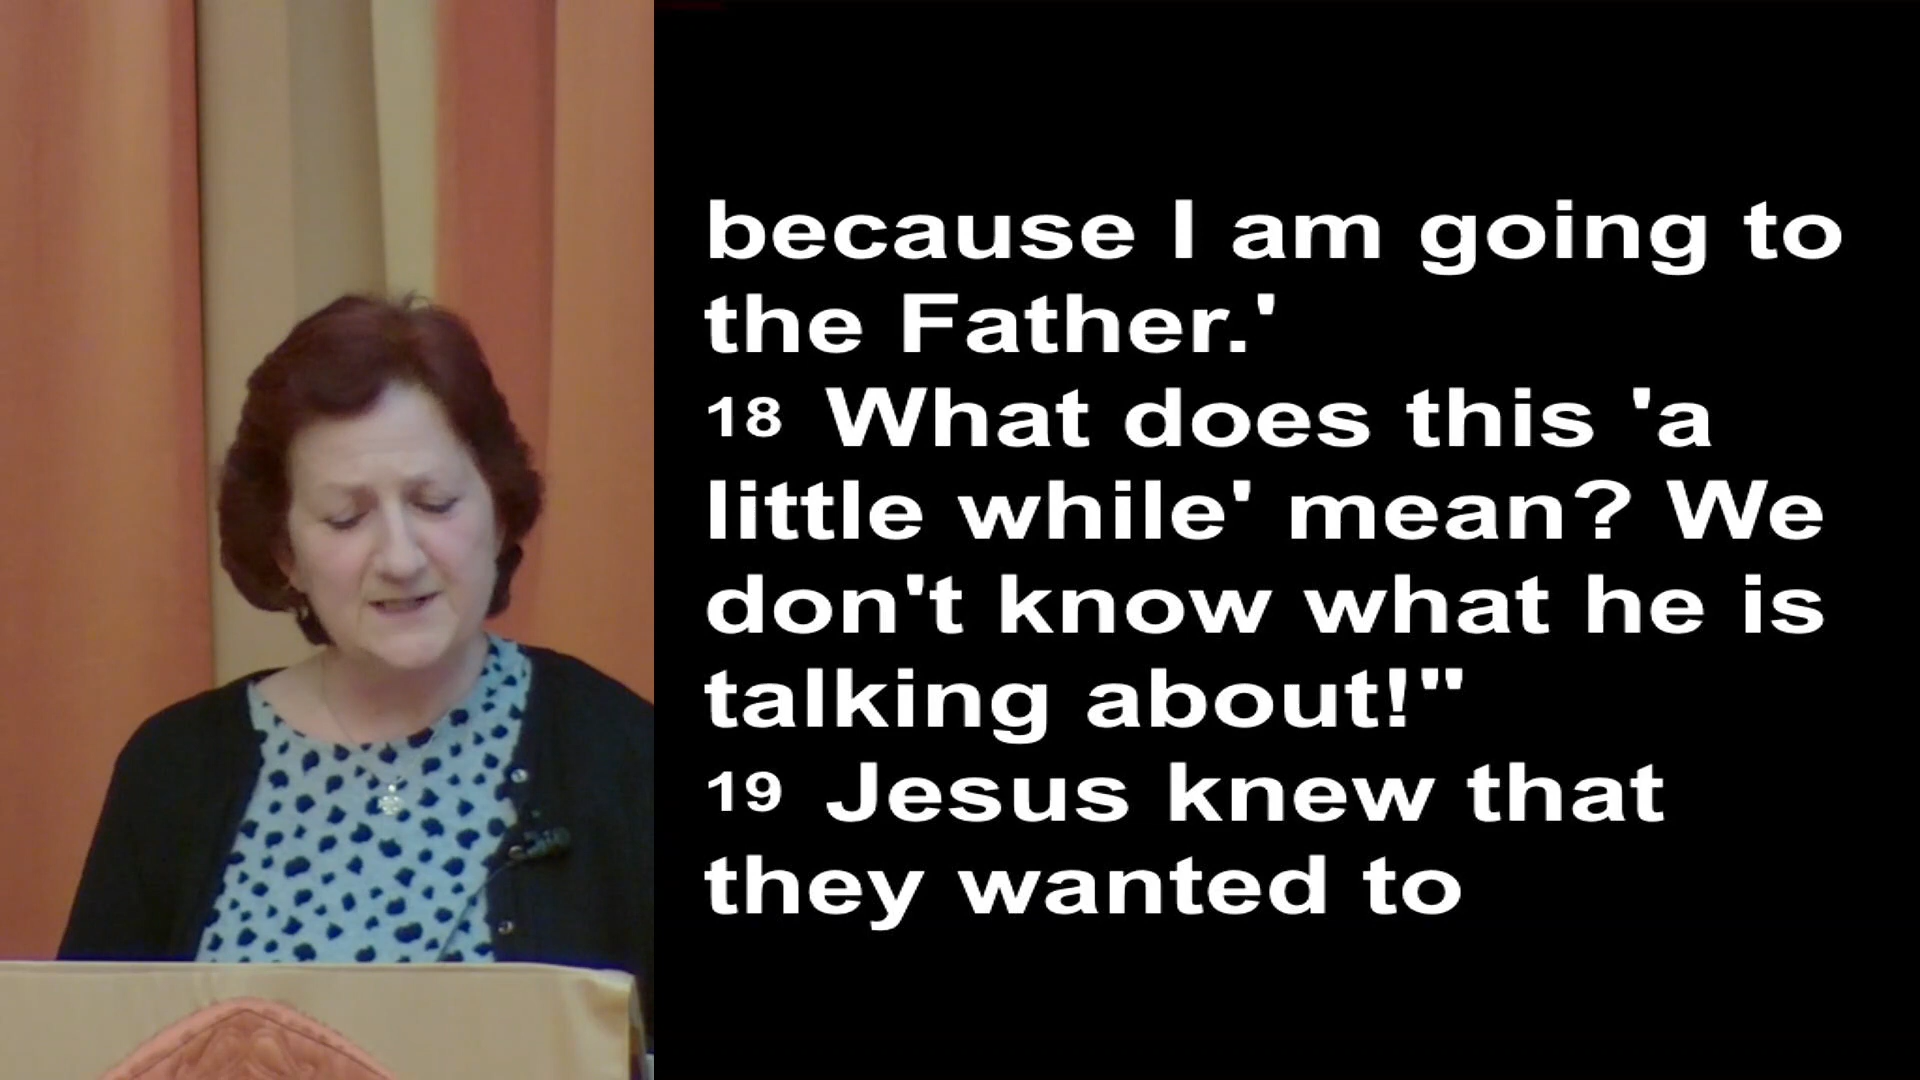 because I am going to
the Father.'
18 What does this 'a
little while' mean? We
don't know what he is
talking about!"
19 Jesus knew that
they wanted to